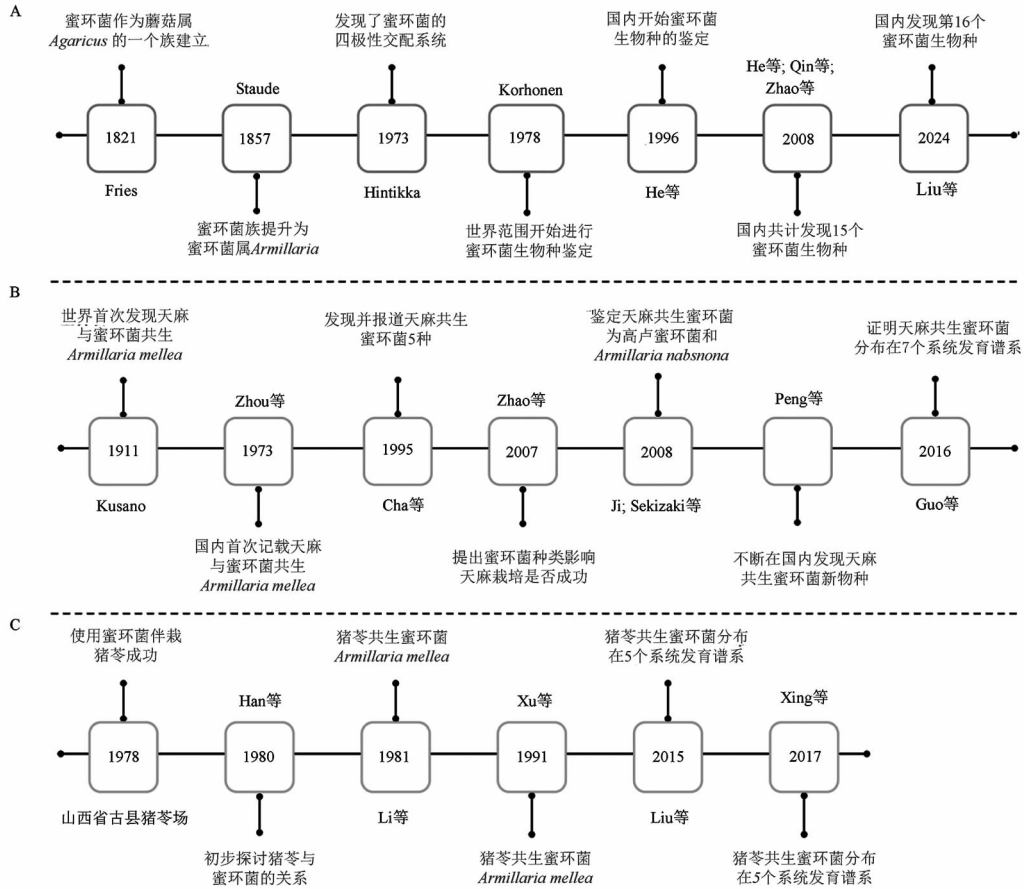 A
蜜环菌作为蘑菇属
Agaricus 的一个族建立
1821
Fries
Staude
1857
蜜环菌族提升为
蜜环菌属Armillaria
发现了蜜环菌的
四极性交配系统
1973
Hintikka
Korhonen
1978
世界范围开始进行
蜜环菌生物种鉴定
国内开始蜜环菌
生物种的鉴定
1996
He等
He等; Qin等;
Zhao等
2008
国内共计发现15个
蜜环菌生物种
国内发现第16个
蜜环菌生物种
2024
Liu等
B
世界首次发现天麻
与蜜环菌共生
Armillaria mellea
1911
Kusano
Zhou等
1973
国内首次记载天麻
与蜜环菌共生
Armillaria mellea
发现并报道天麻共生
蜜环菌5种
1995
Cha等
Zhao等
2007
提出蜜环菌种类影响
天麻栽培是否成功
鉴定天麻共生蜜环菌
为高卢蜜环菌和
Armillaria nabsnona
2008
Ji; Sekizaki等
Peng等
不断在国内发现天麻
共生蜜环菌新物种
证明天麻共生蜜环菌
分布在7个系统发育谱系
2016
Guo等
C
使用蜜环菌伴栽
猪苓成功
1978
山西省古县猪苓场
Han等
1980
初步探讨猪苓与
蜜环菌的关系
猪苓共生蜜环菌
Armillaria mellea
1981
Li等
Xu等
1991
猪苓共生蜜环菌
Armillaria mellea
猪苓共生蜜环菌分布
在5个系统发育谱系
2015
Liu等
Xing等
2017
猪苓共生蜜环菌分布
在5个系统发育谱系